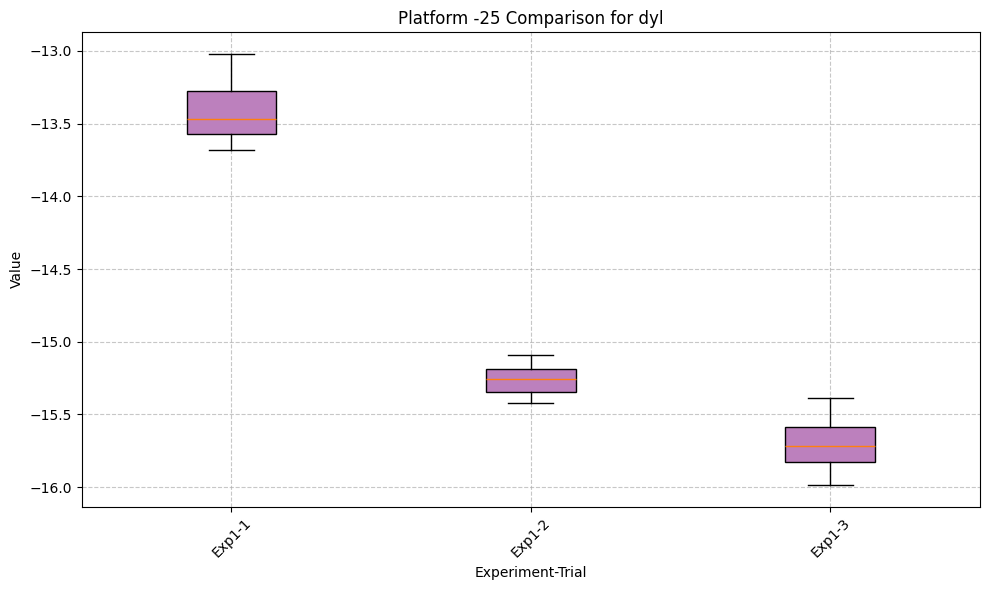 Platform -25 Comparison for dyl
Value
−13.0
−13.5
−14.0
−14.5
−15.0
−15.5
−16.0
Exp1-1
Exp1-2
Exp1-3
Experiment-Trial